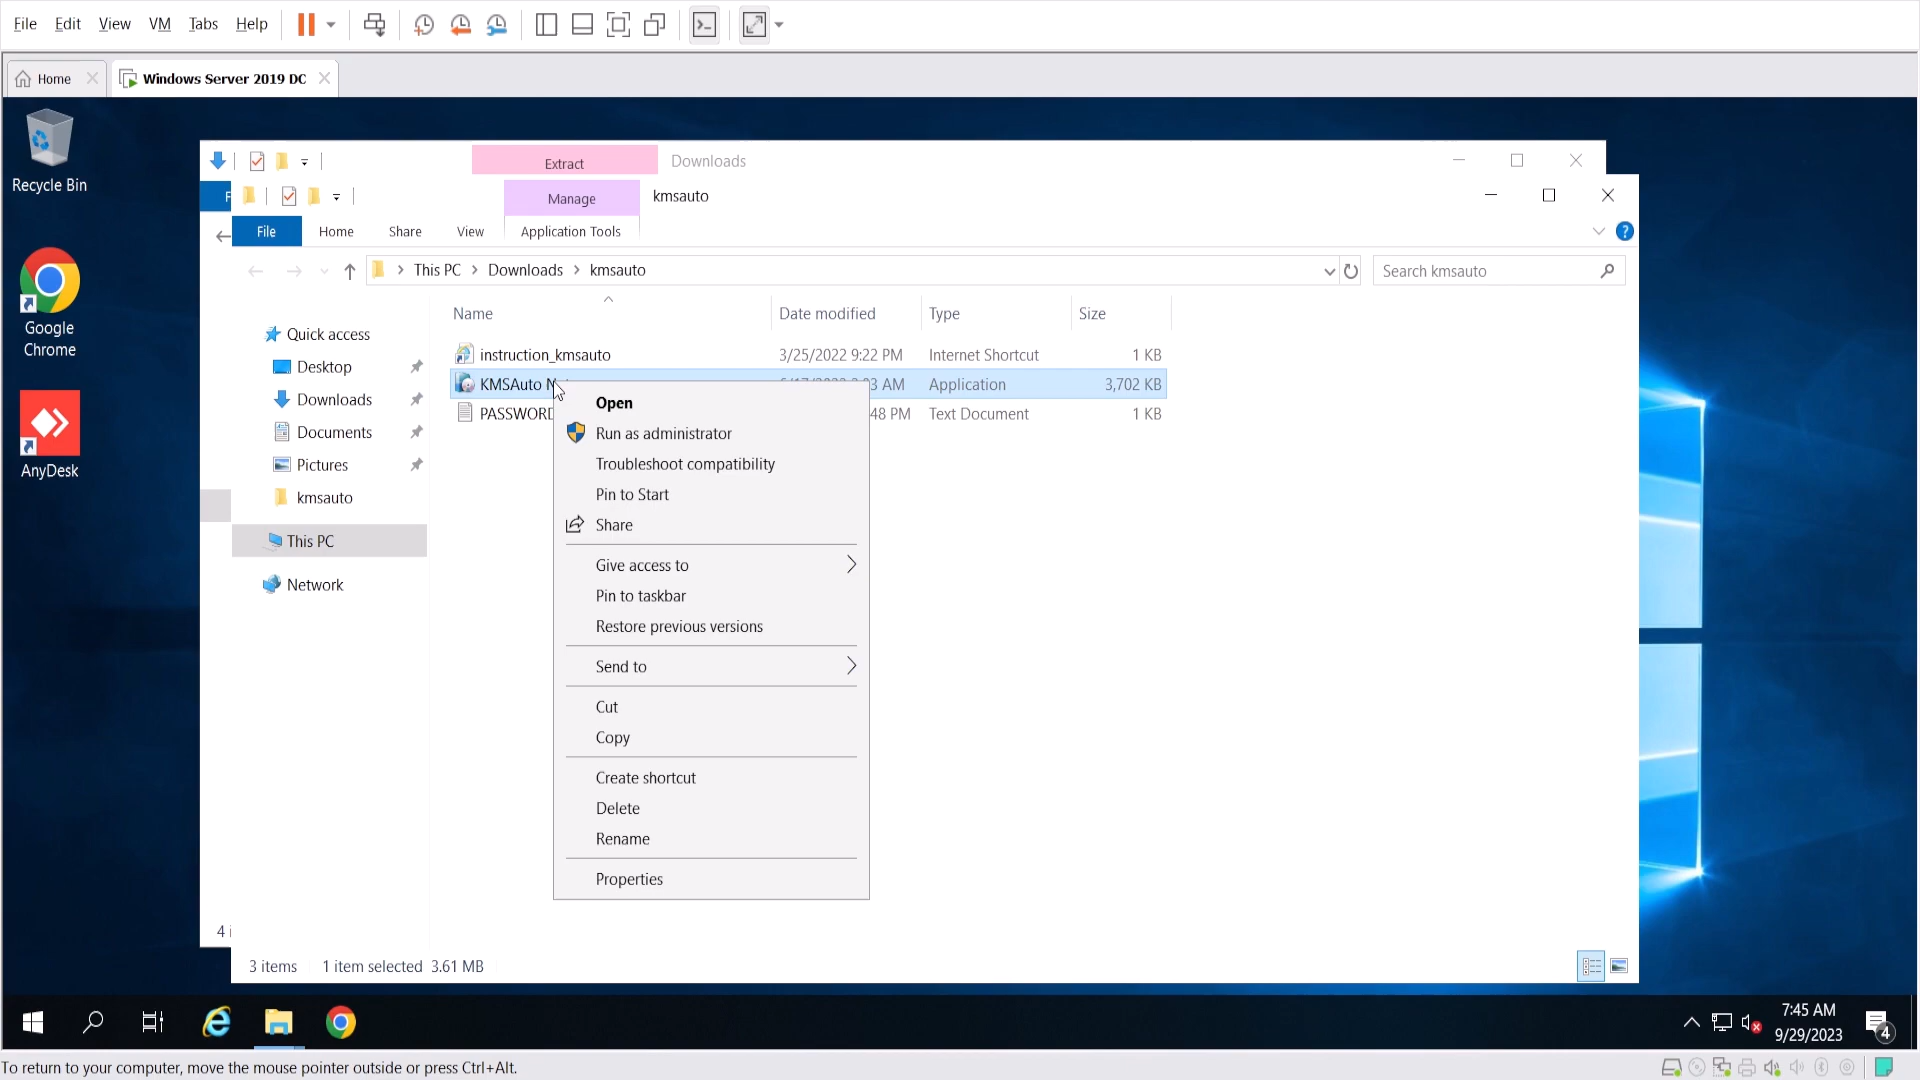 File Edit View VM Tabs Help
Home
Windows Server 2019 DC
Recycle Bin
Google
Chrome
AnyDesk
Extract
Downloads
Manage
kmsauto
File
Home
Share
View
Application Tools
This PC
Downloads
kmsauto
Search kmsauto
Name
Date modified
Type
Size
Quick access
Desktop
Downloads
Documents
Pictures
kmsauto
This PC
Network
instruction_kmsauto
3/25/2022 9:22 PM
Internet Shortcut
1 KB
KMSAuto
AM
Application
3,702 KB
PASSWORD
48 PM
Text Document
1 KB
Open
Run as administrator
Troubleshoot compatibility
Pin to Start
Share
Give access to
Pin to taskbar
Restore previous versions
Send to
Cut
Copy
Create shortcut
Delete
Rename
Properties
4 i
3 items
1 item selected 3.61 MB
7:45 AM
9/29/2023
4
To return to your computer, move the mouse pointer outside or press Ctrl+Alt.